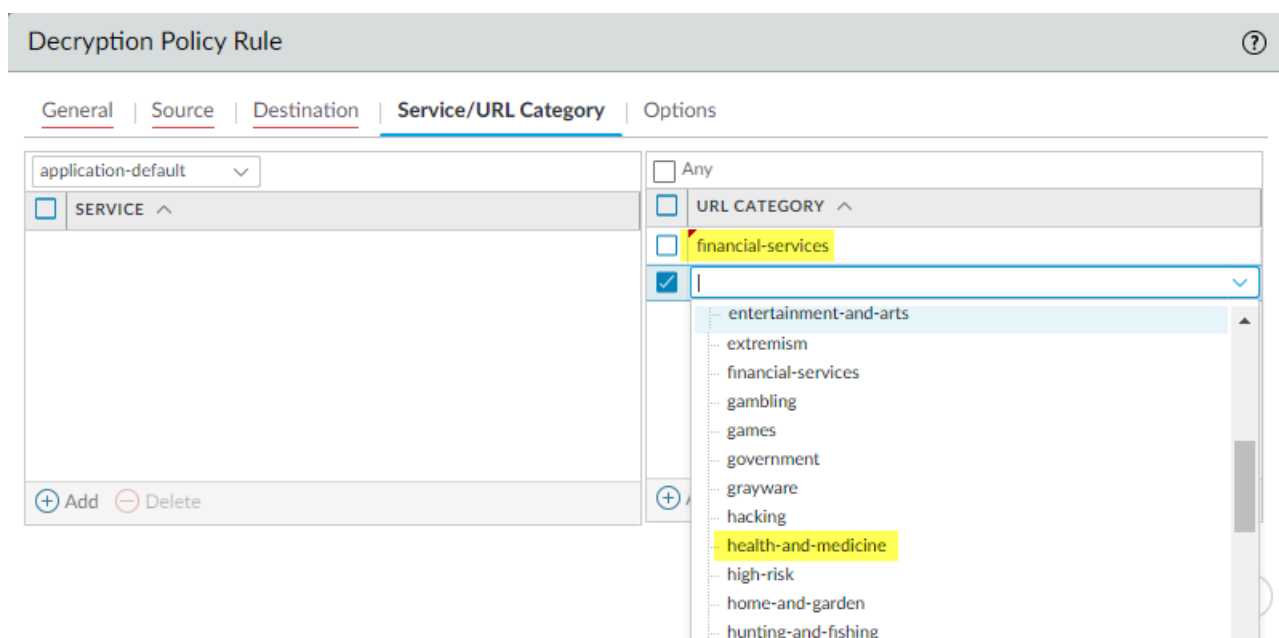 Decryption Policy Rule
General | Source | Destination | Service/URL Category | Options
application-default
SERVICE
Add Delete
Any
URL CATEGORY
financial-services
entertainment-and-arts
extremism
financial-services
gambling
games
government
grayware
hacking
health-and-medicine
high-risk
home-and-garden
hunting-and-fishing